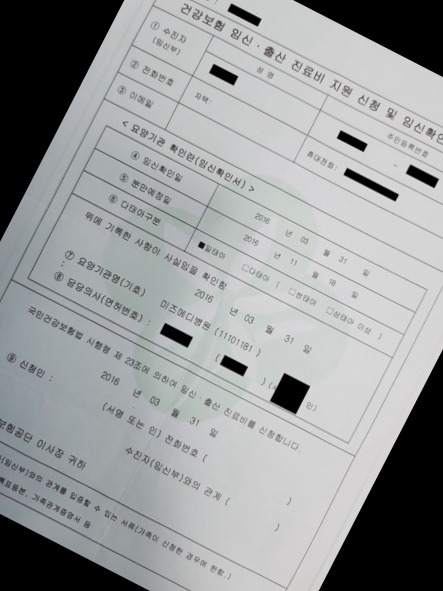 건강보험 임신 · 출산 진료비 지원 신청 및 임신확인
① 수진자 (임신부)
성 명
주민등록번호
② 전화번호
자택 :
휴대전화 :
③ 이메일
< 요양기관 확인란(임신확인서) >
④ 임신확인일 2016 년 03 월 31 일
⑤ 분만예정일 2016 년 11 월 16 일
⑥ 다태아구분 ■일태아 □다태아 ( □쌍태아 □삼태아 이상 )
위에 기록한 사항이 사실임을 확인함
2016 년 03 월 31 일
⑦ 요양기관명(기호) : 미즈메디병원 (11101181 )
⑧ 담당의사(면허번호) : ( ) 인)
국민건강보험법 시행령 제 23조에 의하여 임신 · 출산 진료비를 신청합니다.
2016 년 03 월 31 일
⑨ 신청인 : (서명 또는 인) 전화번호 ( )
수진자(임신부)와의 관계 ( )
보험공단 이사장 귀하
(임신부)와의 관계를 입증할 수 있는 서류(가족이 신청한 경우에 한함.)
록표등본, 가족관계증명서 등